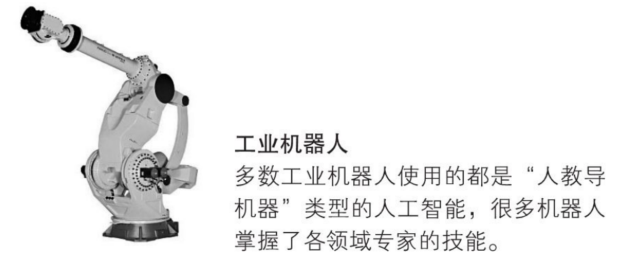 工业机器人
多数工业机器人使用的都是“人教导
机器”类型的人工智能，很多机器人
掌握了各领域专家的技能。